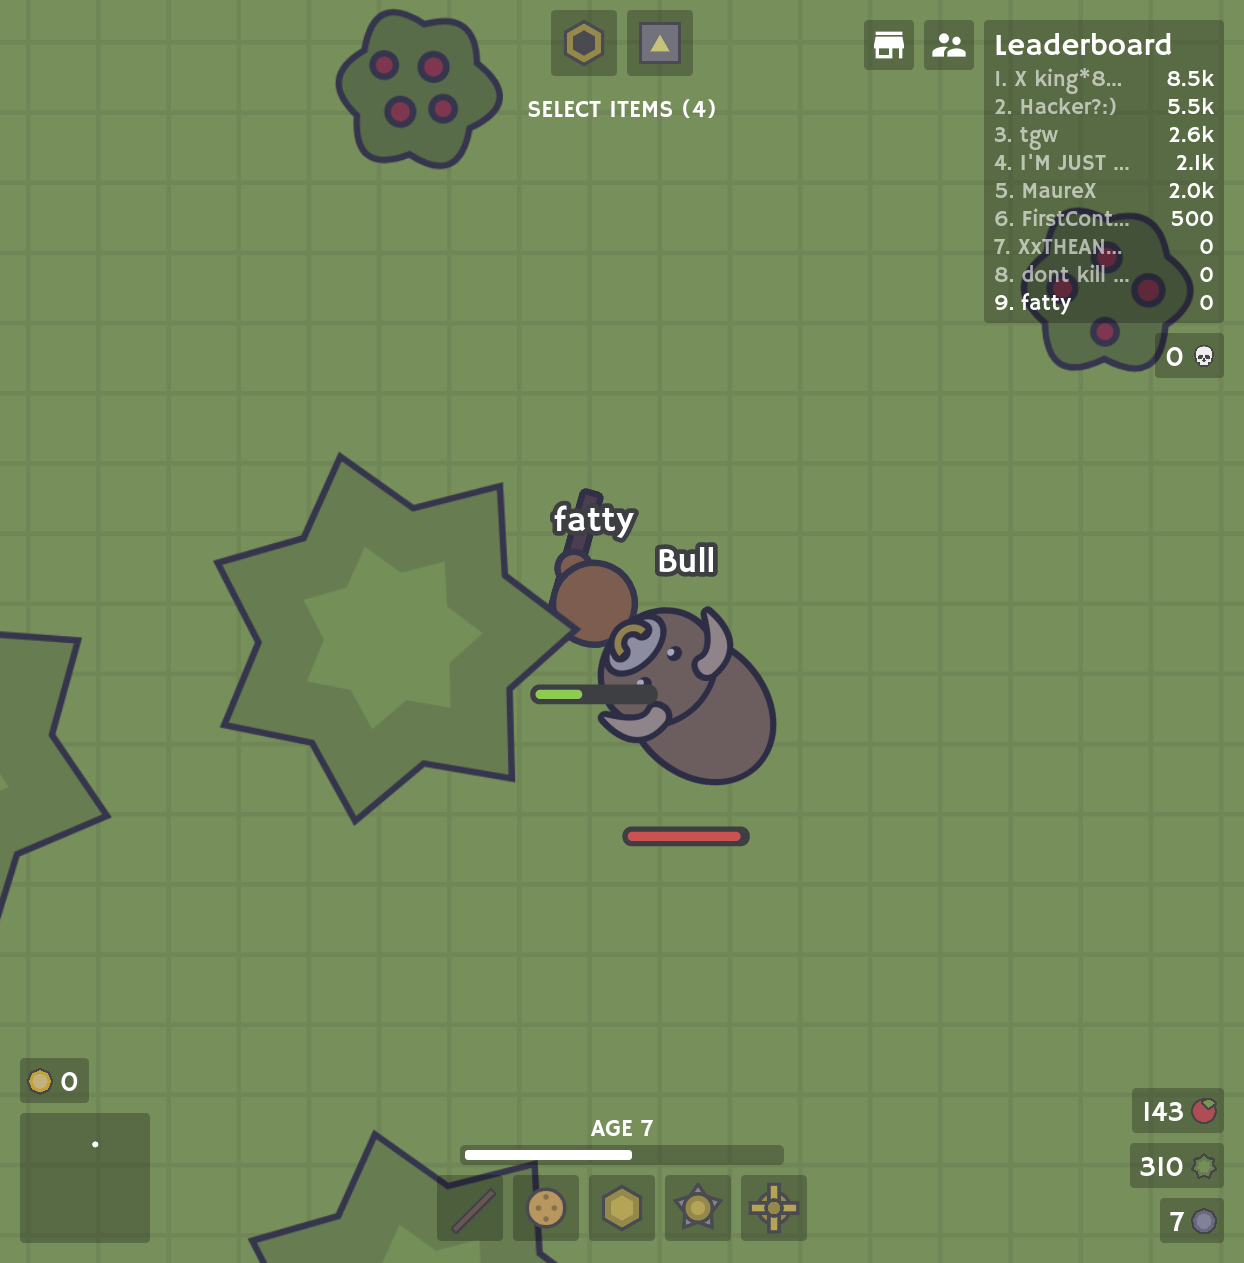 SELECT ITEMS (4)
Leaderboard
1. X king*8... 8.5k
2. Hacker?:) 5.5k
3. tgw 2.6k
4. I'M JUST ... 2.1k
5. MaureX 2.0k
6. FirstCont... 500
7. XxTHEAN... 0
8. dont kill ... 0
9. fatty 0
0
fatty
Bull
0
AGE 7
143
310
7